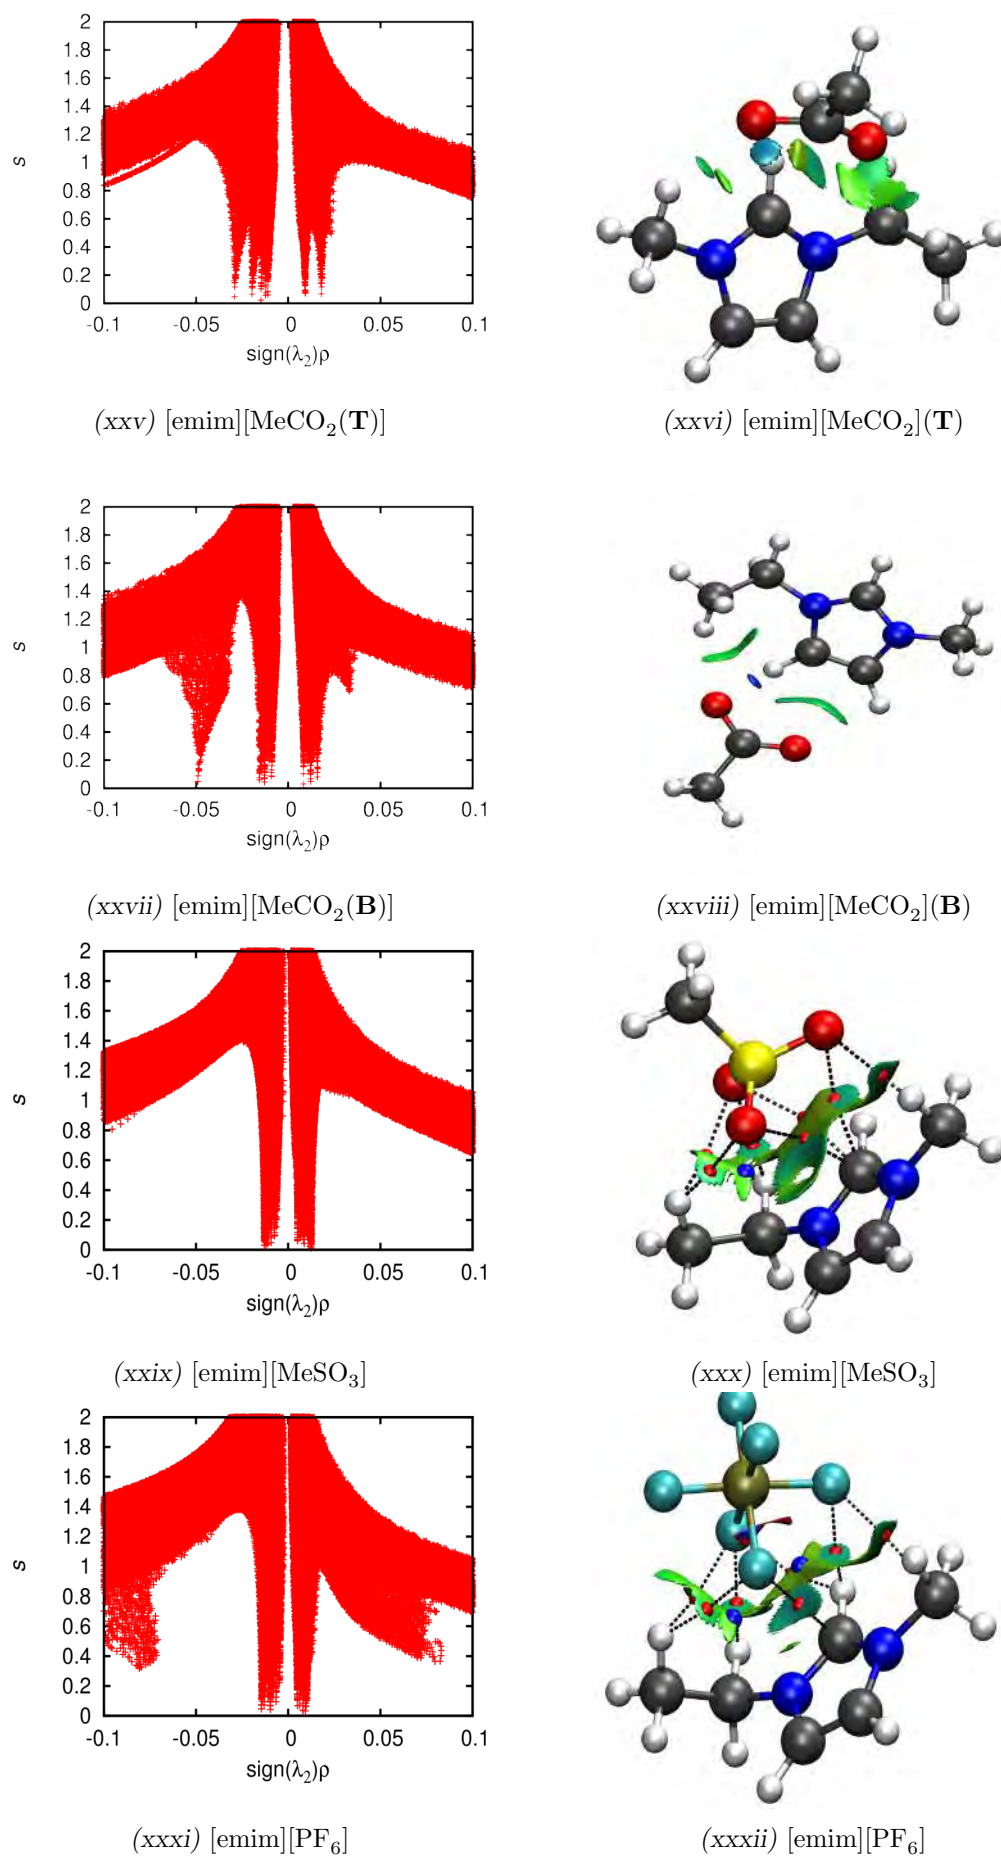 2
1.8
1.6
1.4
1.2
1
0.8
0.6
0.4
0.2
0
s
-0.1 -0.05 0 0.05 0.1
sign(λ₂)ρ
(xxv) [emim][MeCO₂(T)]
(xxvi) [emim][MeCO₂](T)
2
1.8
1.6
1.4
1.2
1
0.8
0.6
0.4
0.2
0
s
-0.1 -0.05 0 0.05 0.1
sign(λ₂)ρ
(xxvii) [emim][MeCO₂(B)]
(xxviii) [emim][MeCO₂](B)
2
1.8
1.6
1.4
1.2
1
0.8
0.6
0.4
0.2
0
s
-0.1 -0.05 0 0.05 0.1
sign(λ₂)ρ
(xxix) [emim][MeSO₃]
(xxx) [emim][MeSO₃]
2
1.8
1.6
1.4
1.2
1
0.8
0.6
0.4
0.2
0
s
-0.1 -0.05 0 0.05 0.1
sign(λ₂)ρ
(xxxi) [emim][PF₆]
(xxxii) [emim][PF₆]